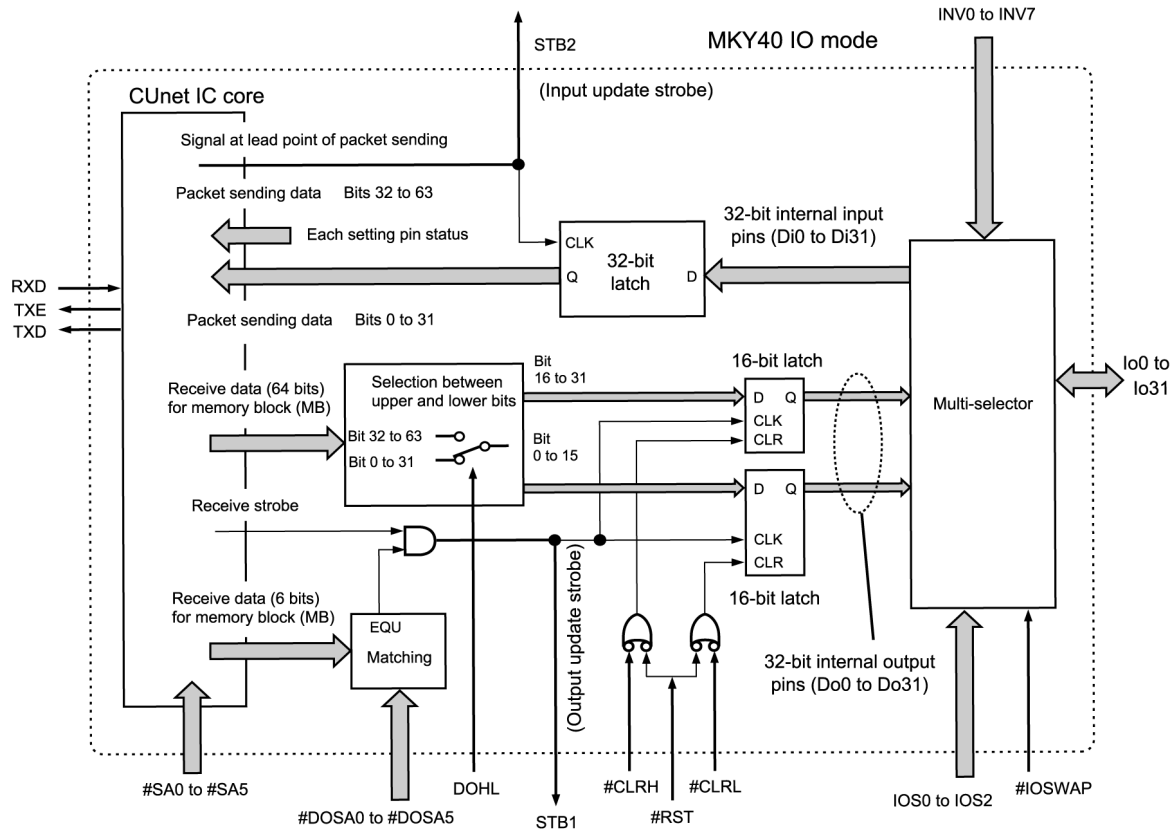 INV0 to INV7
STB2
MKY40 IO mode
(Input update strobe)
CUnet IC core
Signal at lead point of packet sending
Packet sending data Bits 32 to 63
32-bit internal input
pins (Di0 to Di31)
Each setting pin status
CLK
32-bit
latch
Q
D
RXD
TXE
TXD
Packet sending data Bits 0 to 31
Bit
16 to 31
16-bit latch
Io0 to
Io31
Receive data (64 bits)
for memory block (MB)
Selection between
upper and lower bits
D Q
CLK
CLR
Multi-selector
Bit 32 to 63
Bit 0 to 31
Bit
0 to 15
D Q
CLK
CLR
16-bit latch
Receive strobe
(Output update strobe)
Receive data (6 bits)
for memory block (MB)
EQU
Matching
32-bit internal output
pins (Do0 to Do31)
#SA0 to #SA5
#DOSA0 to #DOSA5
DOHL
STB1
#CLRH
#RST
#CLRL
IOS0 to IOS2
#IOSWAP